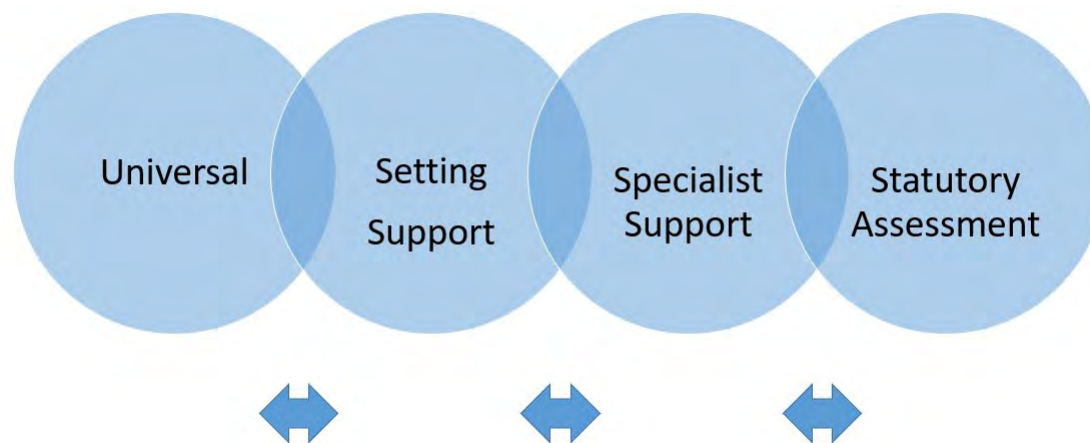 Universal
Setting
Support
Specialist
Support
Statutory
Assessment